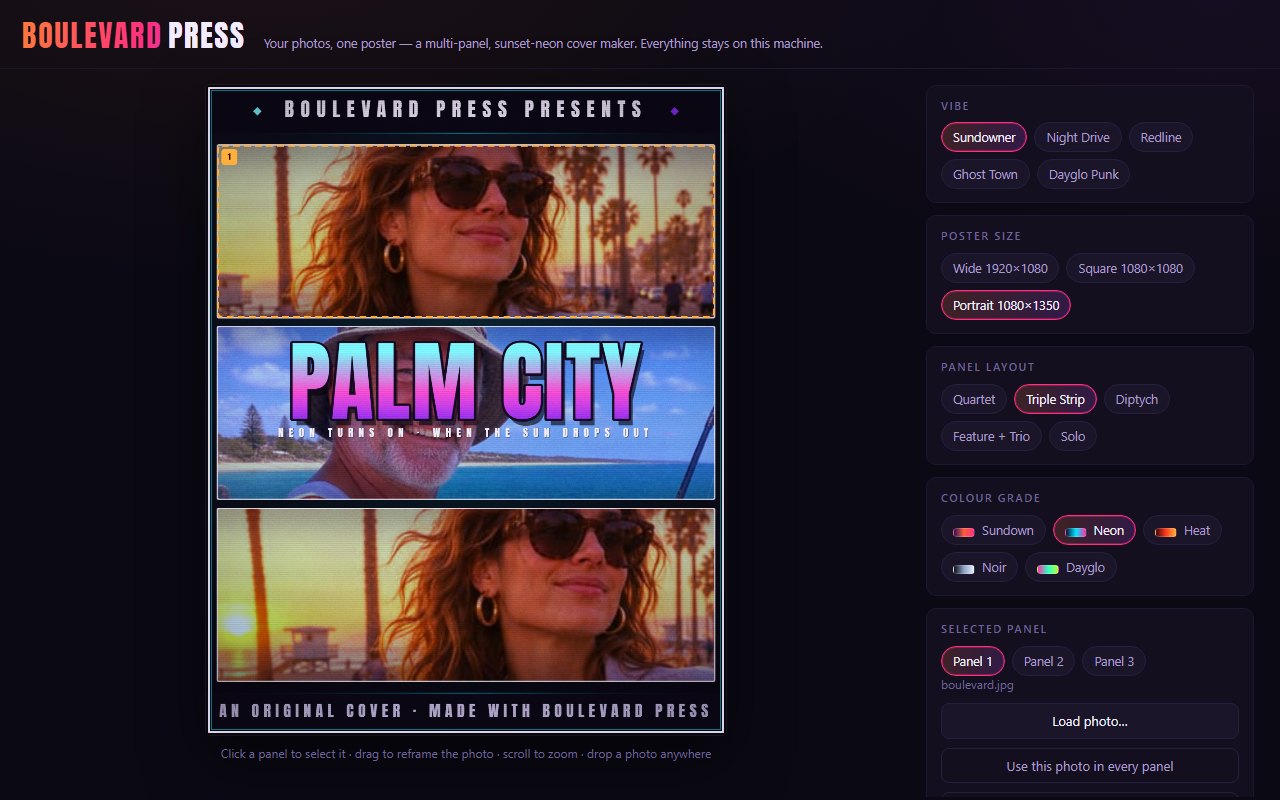 BOULEVARD PRESS
Your photos, one poster — a multi-panel, sunset-neon cover maker. Everything stays on this machine.
BOULEVARD PRESS PRESENTS
1
PALM CITY
NEON TURNS ON · WHEN THE SUN DROPS OUT
AN ORIGINAL COVER · MADE WITH BOULEVARD PRESS
Click a panel to select it · drag to reframe the photo · scroll to zoom · drop a photo anywhere
VIBE
Sundowner Night Drive Redline
Ghost Town Dayglo Punk
POSTER SIZE
Wide 1920×1080 Square 1080×1080
Portrait 1080×1350
PANEL LAYOUT
Quartet Triple Strip Diptych
Feature + Trio Solo
COLOUR GRADE
Sundown Neon Heat
Noir Dayglo
SELECTED PANEL
Panel 1 Panel 2 Panel 3
boulevard.jpg
Load photo...
Use this photo in every panel